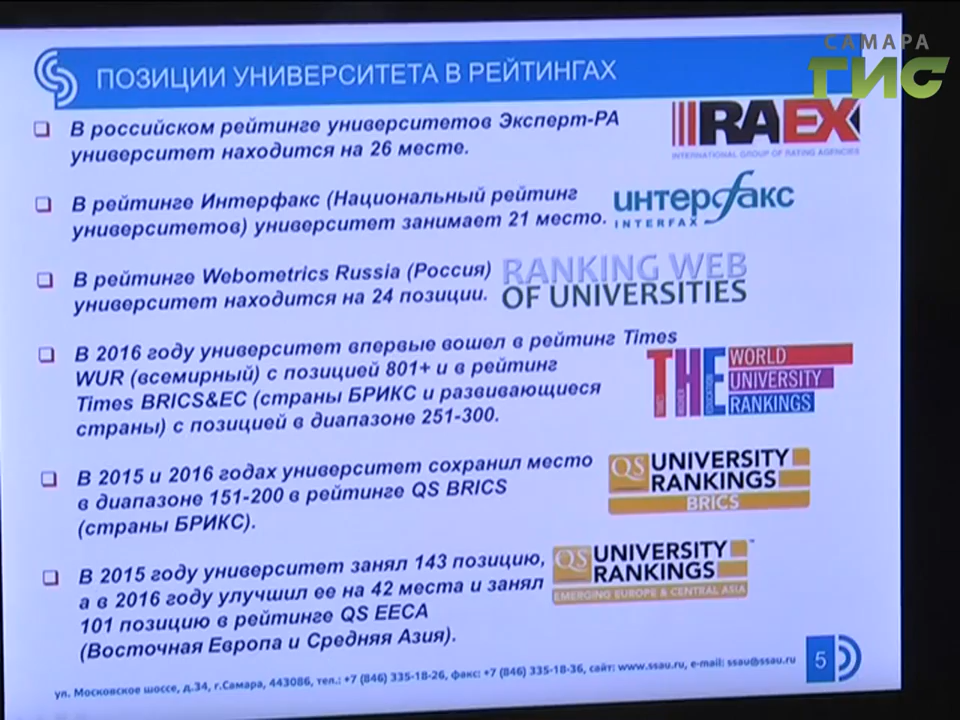 САМАРА
ГИС
ПОЗИЦИИ УНИВЕРСИТЕТА В РЕЙТИНГАХ
В российском рейтинге университетов Эксперт-РА
университет находится на 26 месте.
RAEX
INTERNATIONAL GROUP OF RATING AGENCIES
В рейтинге Интерфакс (Национальный рейтинг
университетов) университет занимает 21 место.
интерфакс
INTERFAX
В рейтинге Webometrics Russia (Россия)
университет находится на 24 позиции.
RANKING WEB
OF UNIVERSITIES
В 2016 году университет впервые вошел в рейтинг Times
WUR (всемирный) с позицией 801+ и в рейтинг
Times BRICS&EC (страны БРИКС и развивающиеся
страны) с позицией в диапазоне 251-300.
THE
TIMES
HIGHER
EDUCATION
WORLD
UNIVERSITY
RANKINGS
В 2015 и 2016 годах университет сохранил место
в диапазоне 151-200 в рейтинге QS BRICS
(страны БРИКС).
QS UNIVERSITY
RANKINGS
BRICS
В 2015 году университет занял 143 позицию,
а в 2016 году улучшил ее на 42 места и занял
101 позицию в рейтинге QS EECA
(Восточная Европа и Средняя Азия).
QS UNIVERSITY
RANKINGS
™
EMERGING EUROPE & CENTRAL ASIA
ул. Московское шоссе, д.34, г.Самара, 443086, тел.: +7 (846) 335-18-26, факс: +7 (846) 335-18-36, сайт: www.ssau.ru, e-mail: ssau@ssau.ru
5